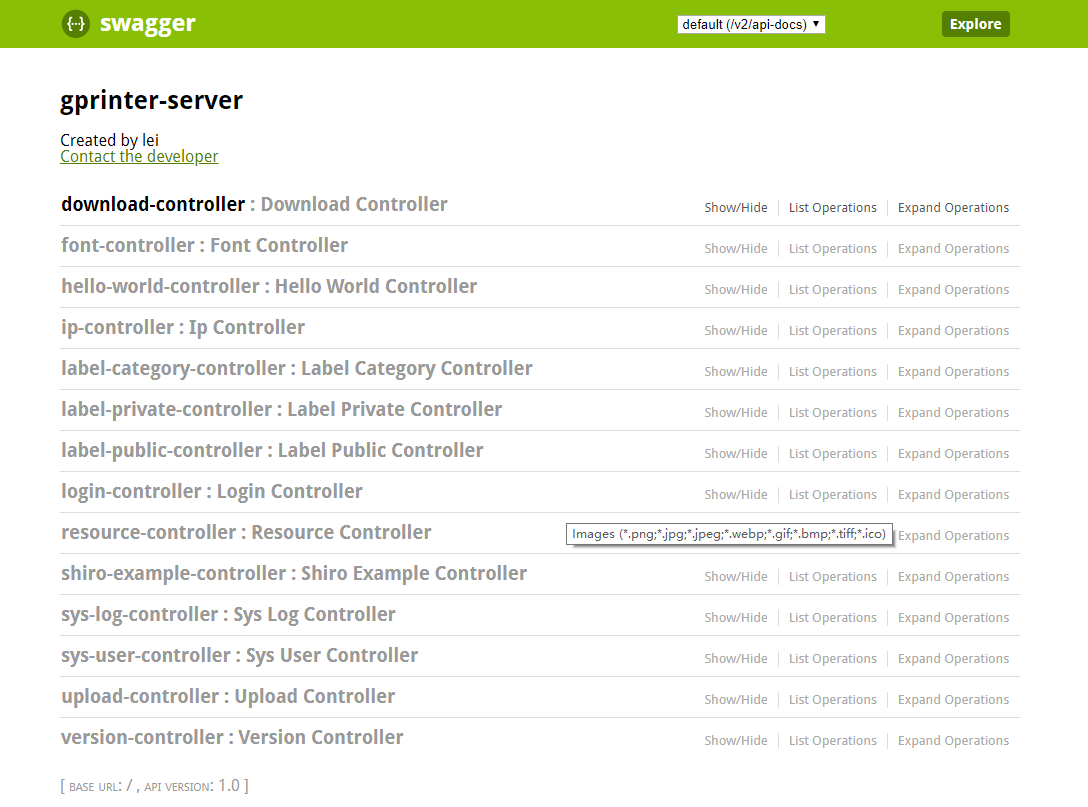 {···} swagger default (/v2/api-docs) ▼ Explore
gprinter-server
Created by lei
Contact the developer
download-controller : Download Controller Show/Hide List Operations Expand Operations
font-controller : Font Controller Show/Hide List Operations Expand Operations
hello-world-controller : Hello World Controller Show/Hide List Operations Expand Operations
ip-controller : Ip Controller Show/Hide List Operations Expand Operations
label-category-controller : Label Category Controller Show/Hide List Operations Expand Operations
label-private-controller : Label Private Controller Show/Hide List Operations Expand Operations
label-public-controller : Label Public Controller Show/Hide List Operations Expand Operations
login-controller : Login Controller Show/Hide List Operations Expand Operations
resource-controller : Resource Controller Images (*.png;*.jpg;*.jpeg;*.webp;*.gif;*.bmp;*.tiff;*.ico) Expand Operations
shiro-example-controller : Shiro Example Controller Show/Hide List Operations Expand Operations
sys-log-controller : Sys Log Controller Show/Hide List Operations Expand Operations
sys-user-controller : Sys User Controller Show/Hide List Operations Expand Operations
upload-controller : Upload Controller Show/Hide List Operations Expand Operations
version-controller : Version Controller Show/Hide List Operations Expand Operations
[ BASE URL: / , API VERSION: 1.0 ]